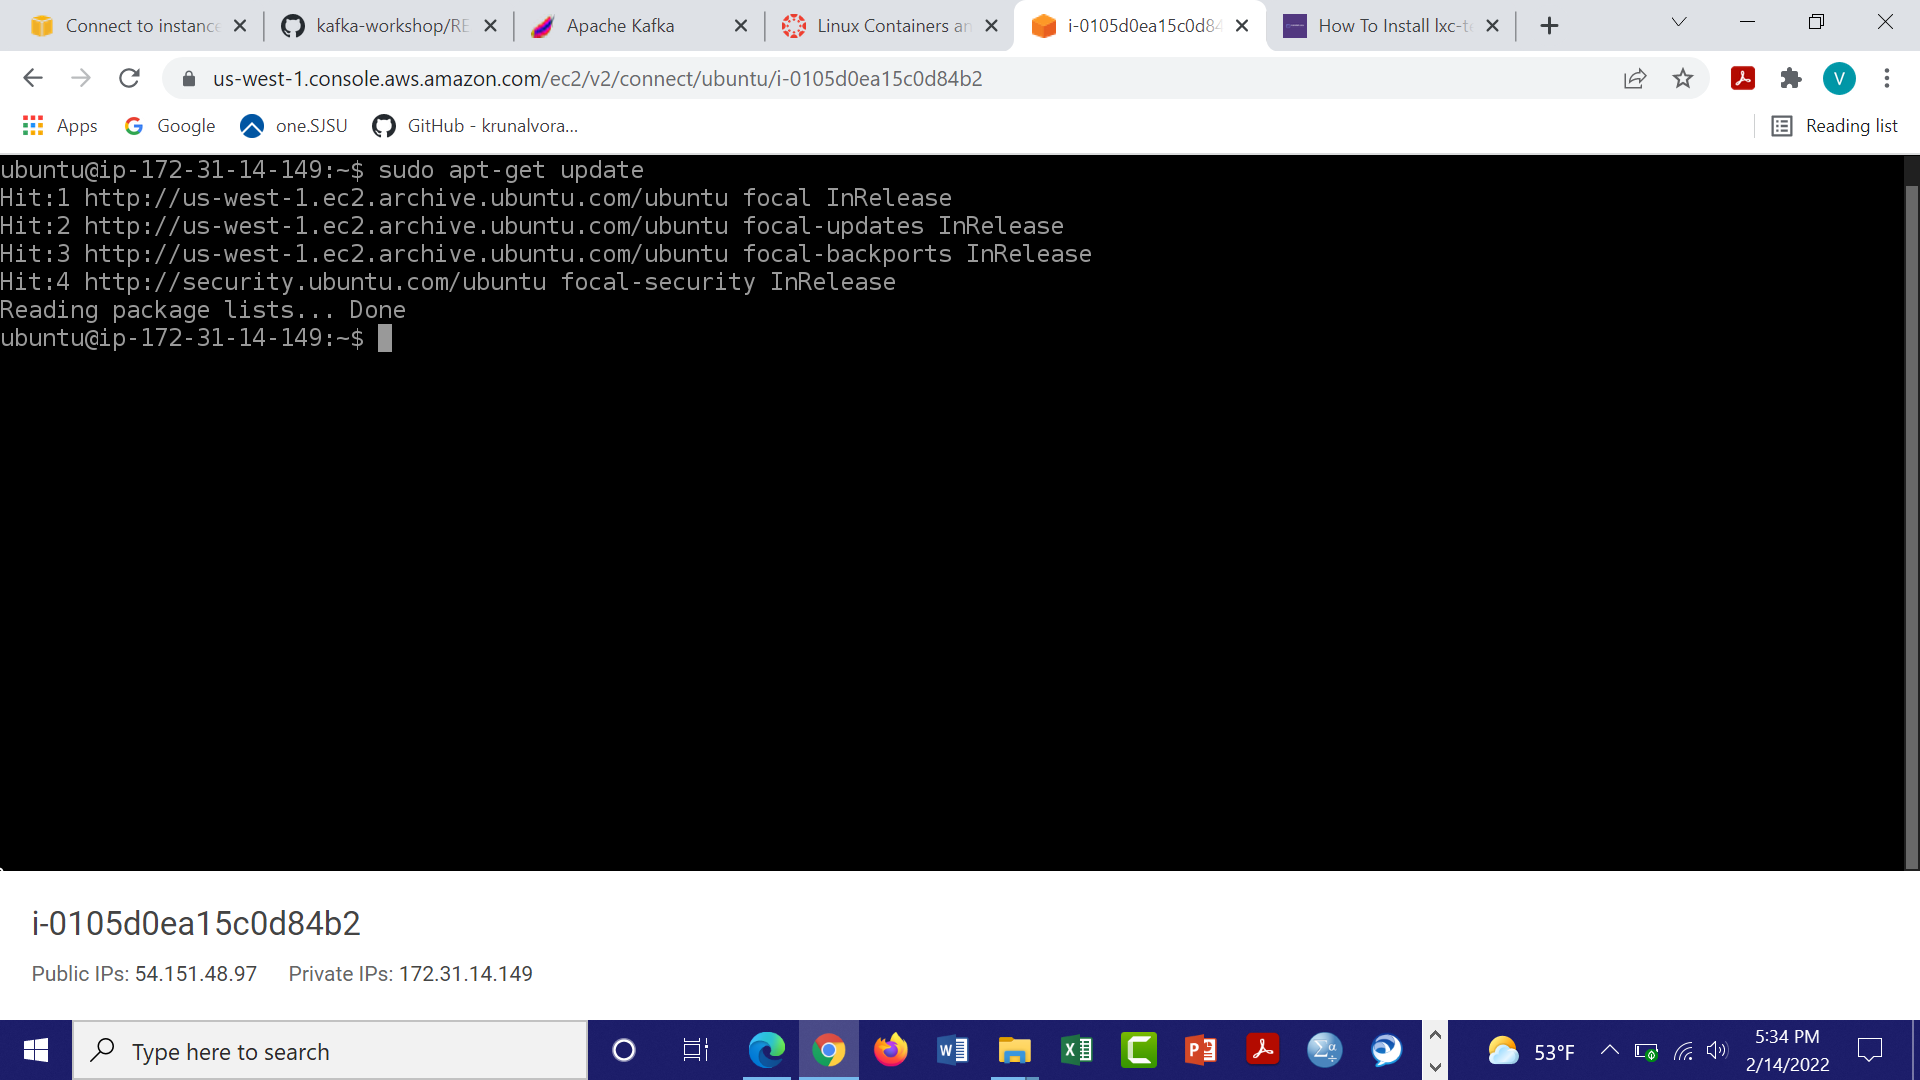 Connect to instance
kafka-workshop/RE
Apache Kafka
Linux Containers an
i-0105d0ea15c0d84
How To Install lxc-te
us-west-1.console.aws.amazon.com/ec2/v2/connect/ubuntu/i-0105d0ea15c0d84b2
V
Apps
Google
one.SJSU
GitHub - krunalvora...
Reading list
ubuntu@ip-172-31-14-149:~$ sudo apt-get update
Hit:1 http://us-west-1.ec2.archive.ubuntu.com/ubuntu focal InRelease
Hit:2 http://us-west-1.ec2.archive.ubuntu.com/ubuntu focal-updates InRelease
Hit:3 http://us-west-1.ec2.archive.ubuntu.com/ubuntu focal-backports InRelease
Hit:4 http://security.ubuntu.com/ubuntu focal-security InRelease
Reading package lists... Done
ubuntu@ip-172-31-14-149:~$
i-0105d0ea15c0d84b2
Public IPs: 54.151.48.97 Private IPs: 172.31.14.149
Type here to search
53°F
5:34 PM
2/14/2022